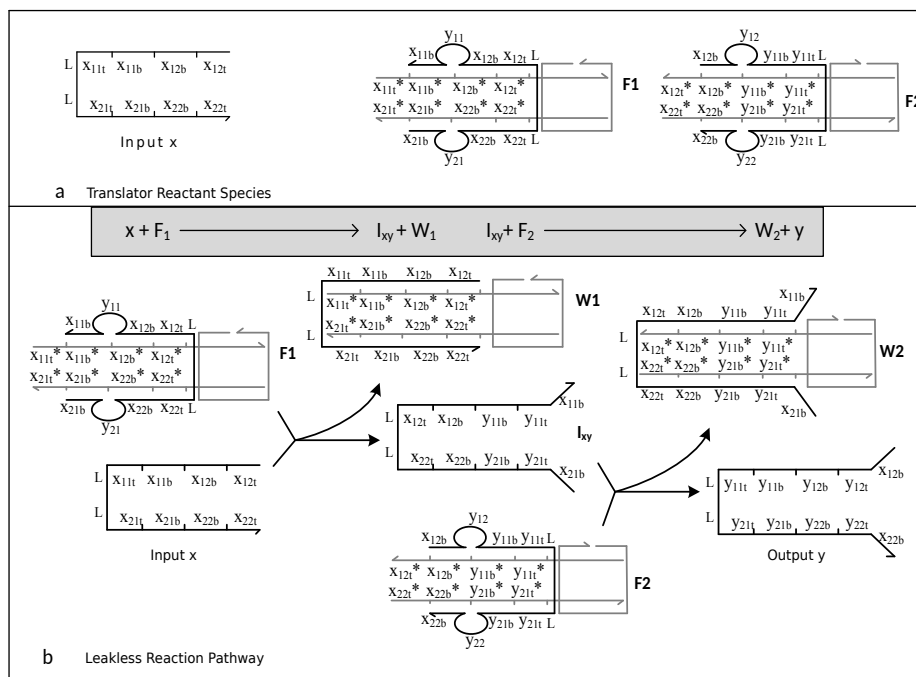 y11 y12
x11b x12b x12t L x12b y11b y11t L
L x11t x11b x12b x12t
x11t* x11b* x12b* x12t* F1 x12t* x12b* y11b* y11t* F2
L x21t x21b x22b x22t
x21t* x21b* x22b* x22t* x22t* x22b* y21b* y21t*
Input x
x21b x22b x22t L x22b y21b y21t L
y21 y22
a Translator Reactant Species
x + F1 Ixy + W1 Ixy + F2 W2 + y
x11t x11b x12b x12t
y11 L x11t* x11b* x12b* x12t* W1 x11b
x11b x12b x12t L x12t x12b y11b y11t
L x21t* x21b* x22b* x22t* L x12t* x12b* y11b* y11t*
x11t* x11b* x12b* x12t* F1 W2
x21t x21b x22b x22t
x21t* x21b* x22b* x22t* L x22t* x22b* y21b* y21t*
x21b x22b x22t L x22t x22b y21b y21t
y21 x11b x21b
L x12t x12b y11b y11t Ixy
L x22t x22b y21b y21t
x21b x12b
L x11t x11b x12b x12t L y11t y11b y12b y12t
L x21t x21b x22b x22t L y21t y21b y22b y22t
y12 x22b
Input x x12b y11b y11t L Output y
x12t* x12b* y11b* y11t*
x22t* x22b* y21b* y21t* F2
x22b y21b y21t L
y22
b Leakless Reaction Pathway